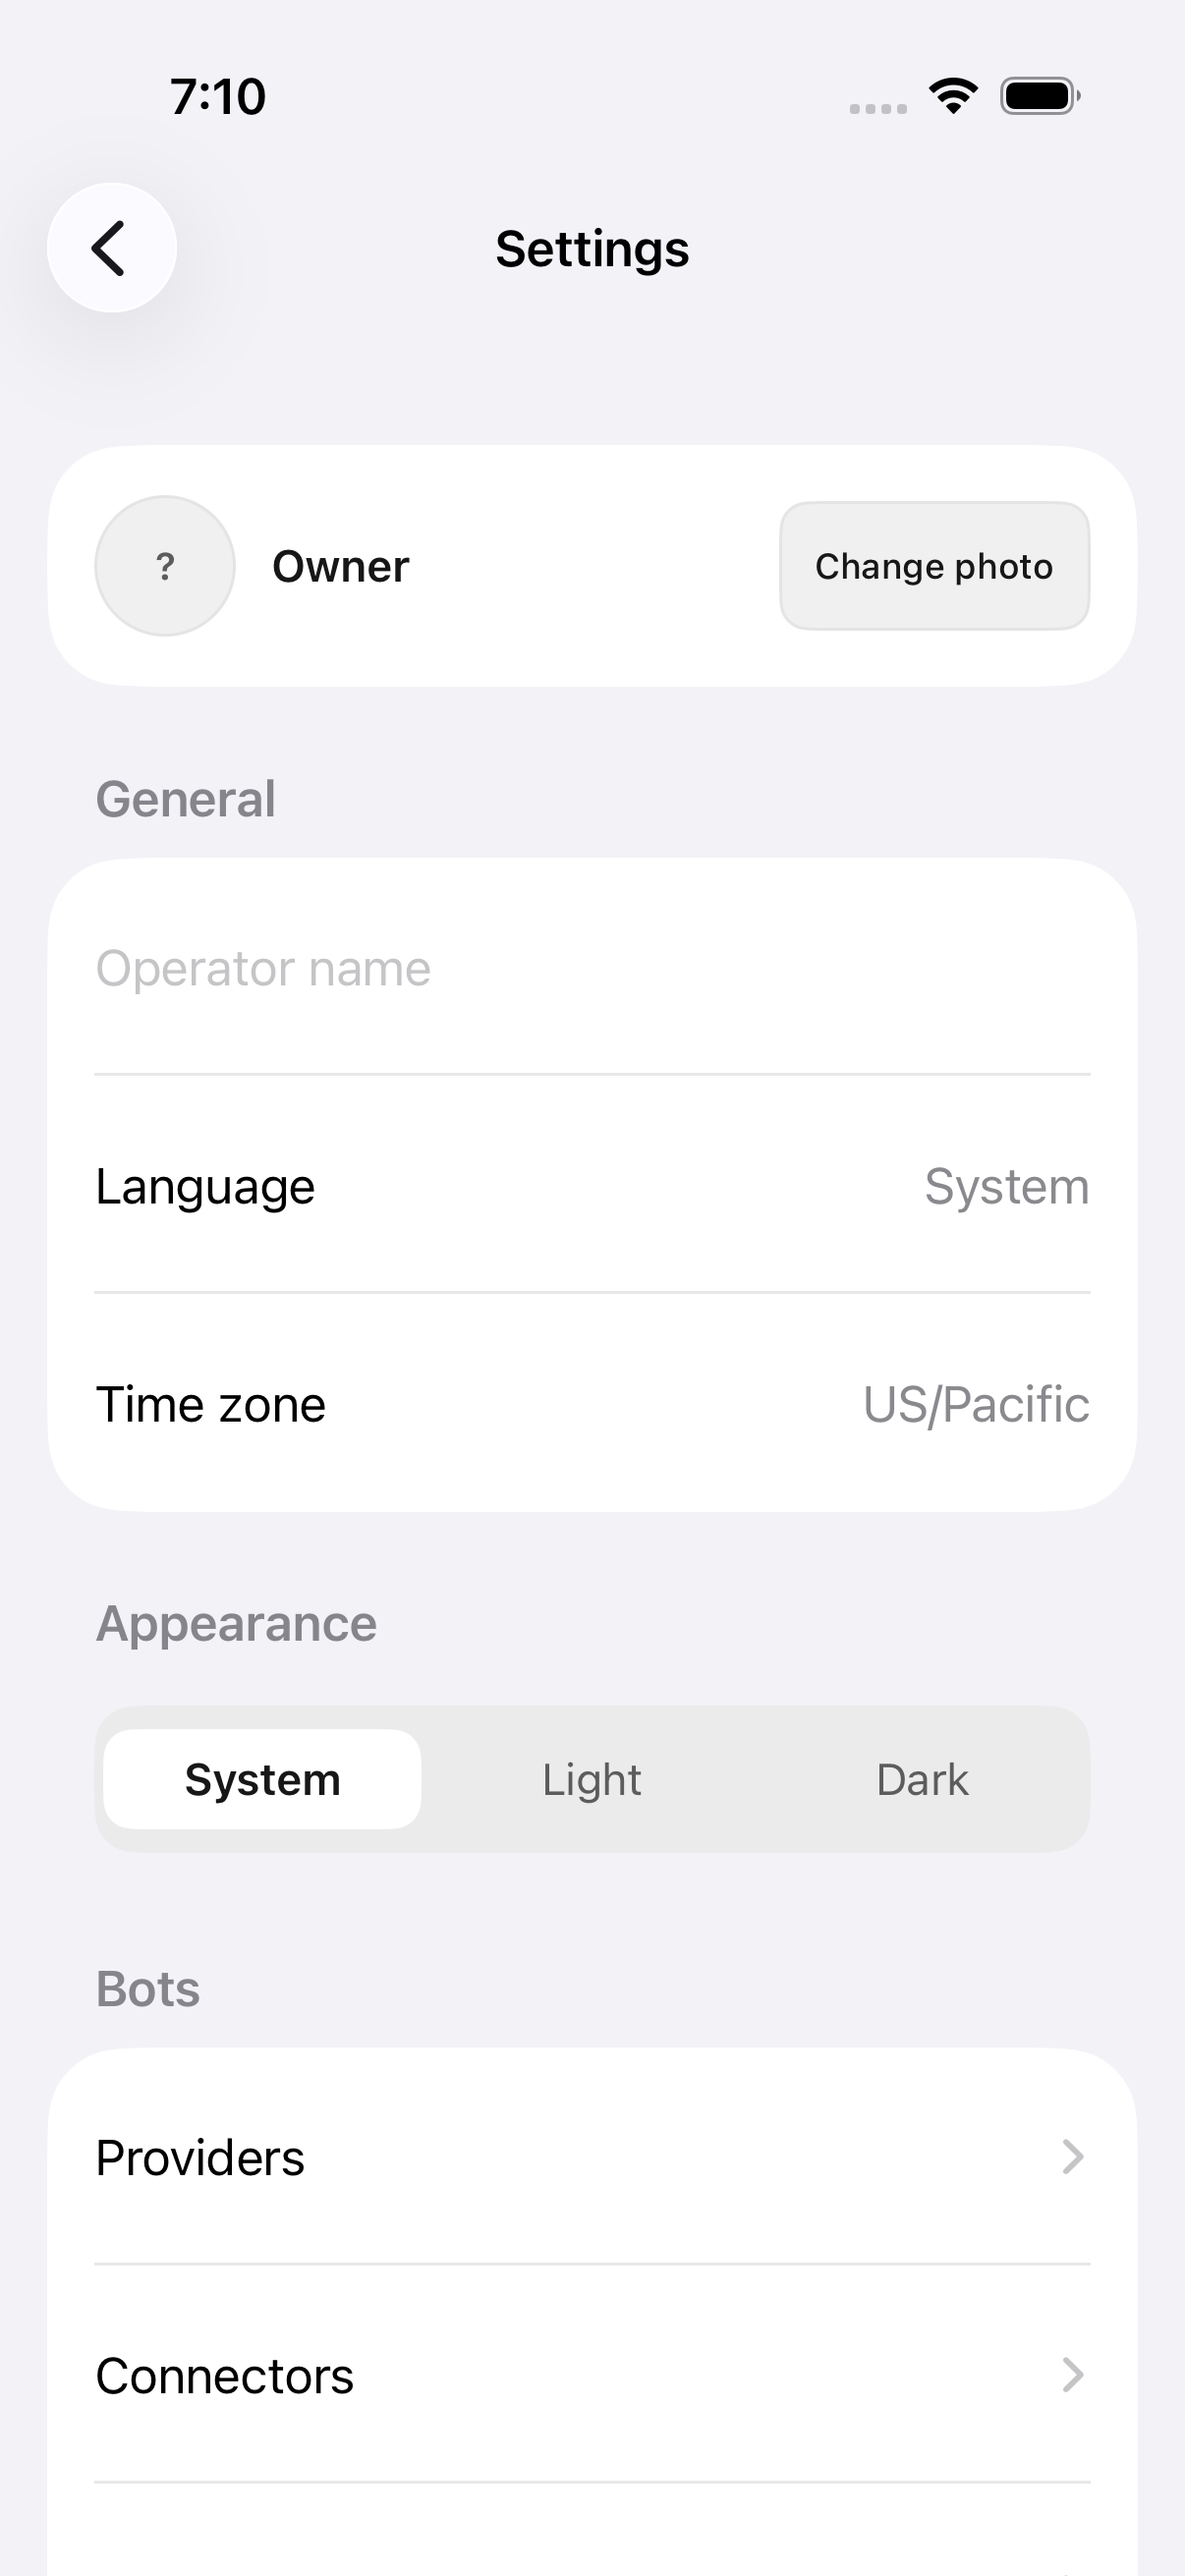 7:10
Settings
?
Owner
Change photo
General
Operator name
Language
System
Time zone
US/Pacific
Appearance
System
Light
Dark
Bots
Providers
Connectors